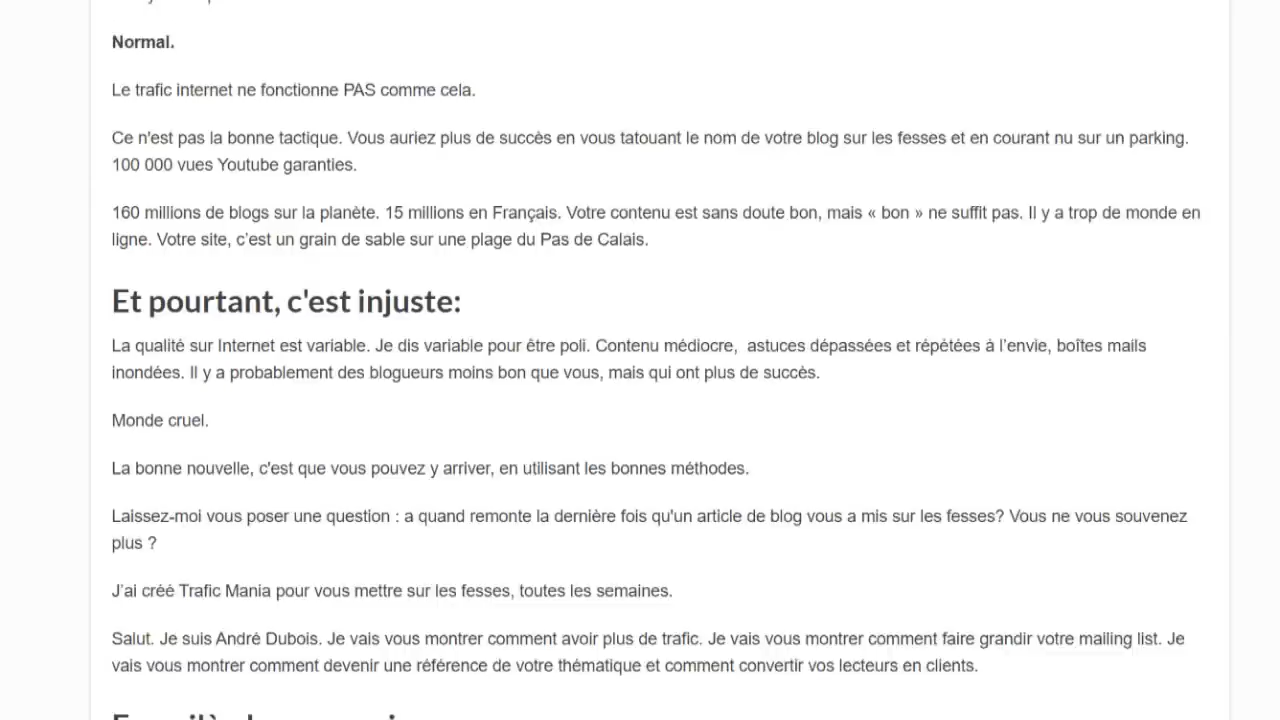 Normal.
Le trafic internet ne fonctionne PAS comme cela.
Ce n'est pas la bonne tactique. Vous auriez plus de succès en vous tatouant le nom de votre blog sur les fesses et en courant nu sur un parking.
100 000 vues Youtube garanties.
160 millions de blogs sur la planète. 15 millions en Français. Votre contenu est sans doute bon, mais « bon » ne suffit pas. Il y a trop de monde en
ligne. Votre site, c’est un grain de sable sur une plage du Pas de Calais.
Et pourtant, c'est injuste:
La qualité sur Internet est variable. Je dis variable pour être poli. Contenu médiocre,  astuces dépassées et répétées à l’envie, boîtes mails
inondées. Il y a probablement des blogueurs moins bon que vous, mais qui ont plus de succès.
Monde cruel.
La bonne nouvelle, c'est que vous pouvez y arriver, en utilisant les bonnes méthodes.
Laissez-moi vous poser une question : a quand remonte la dernière fois qu'un article de blog vous a mis sur les fesses? Vous ne vous souvenez
plus ?
J’ai créé Trafic Mania pour vous mettre sur les fesses, toutes les semaines.
Salut. Je suis André Dubois. Je vais vous montrer comment avoir plus de trafic. Je vais vous montrer comment faire grandir votre mailing list. Je
vais vous montrer comment devenir une référence de votre thématique et comment convertir vos lecteurs en clients.